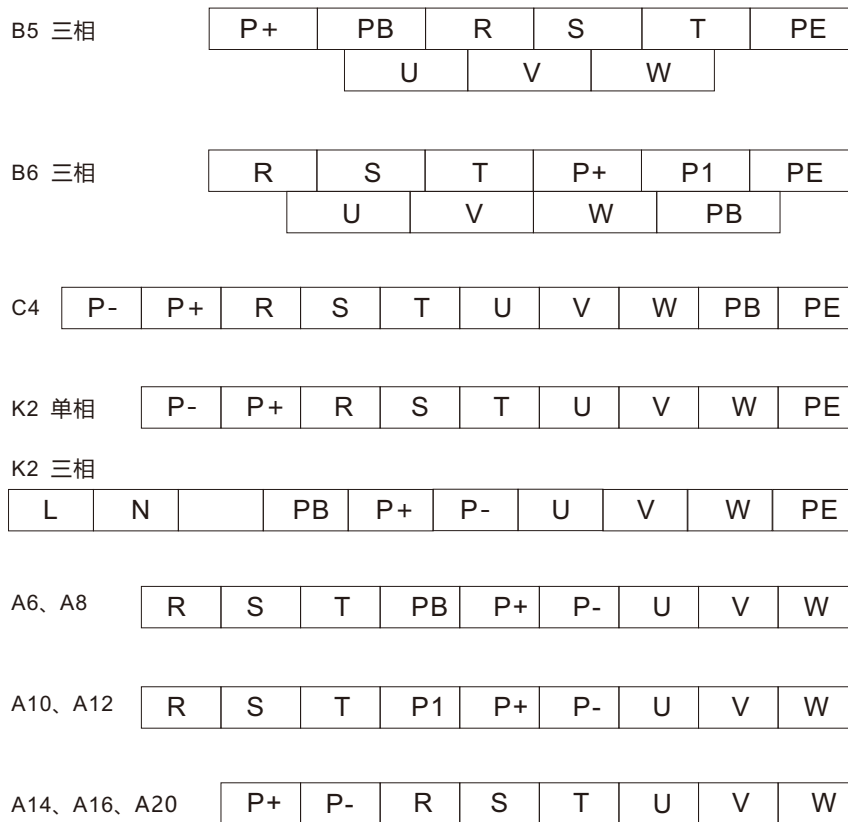 B5 三相 P+ PB R S T PE
U V W
B6 三相 R S T P+ P1 PE
U V W PB
C4 P- P+ R S T U V W PB PE
K2 单相 P- P+ R S T U V W PE
K2 三相
L N PB P+ P- U V W PE
A6、A8 R S T PB P+ P- U V W
A10、A12 R S T P1 P+ P- U V W
A14、A16、A20 P+ P- R S T U V W